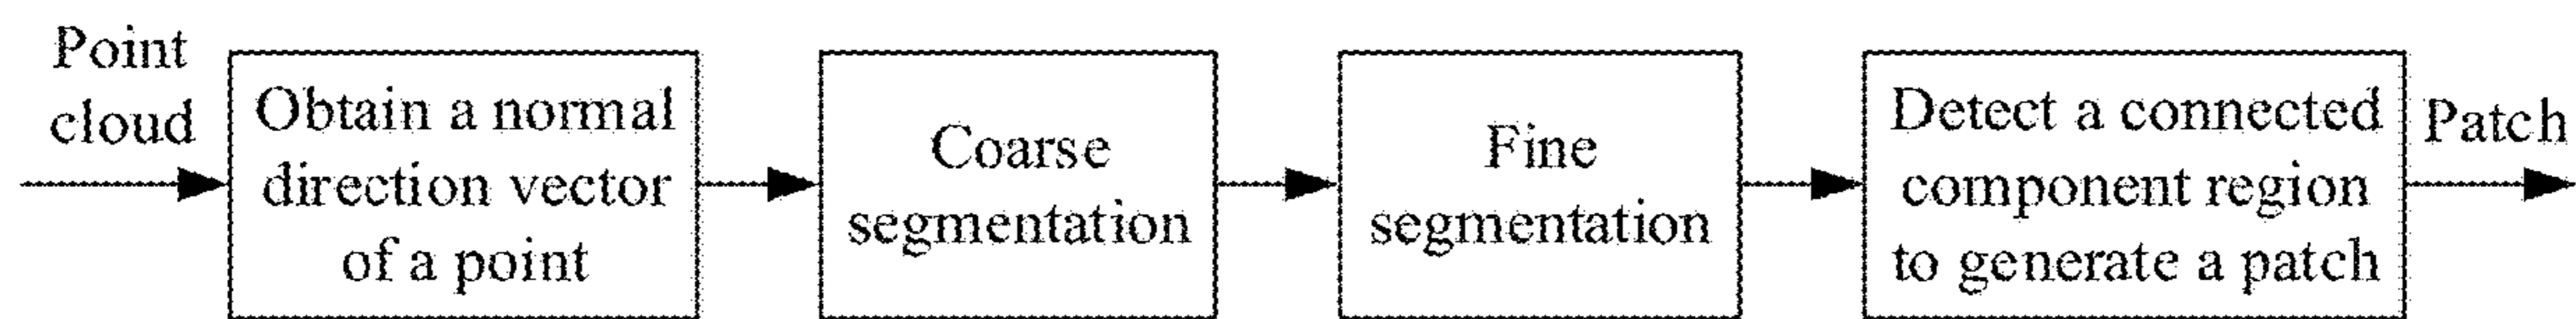 Point
cloud
Obtain a normal
direction vector
of a point
Coarse
segmentation
Fine
segmentation
Detect a connected
component region
to generate a patch
Patch